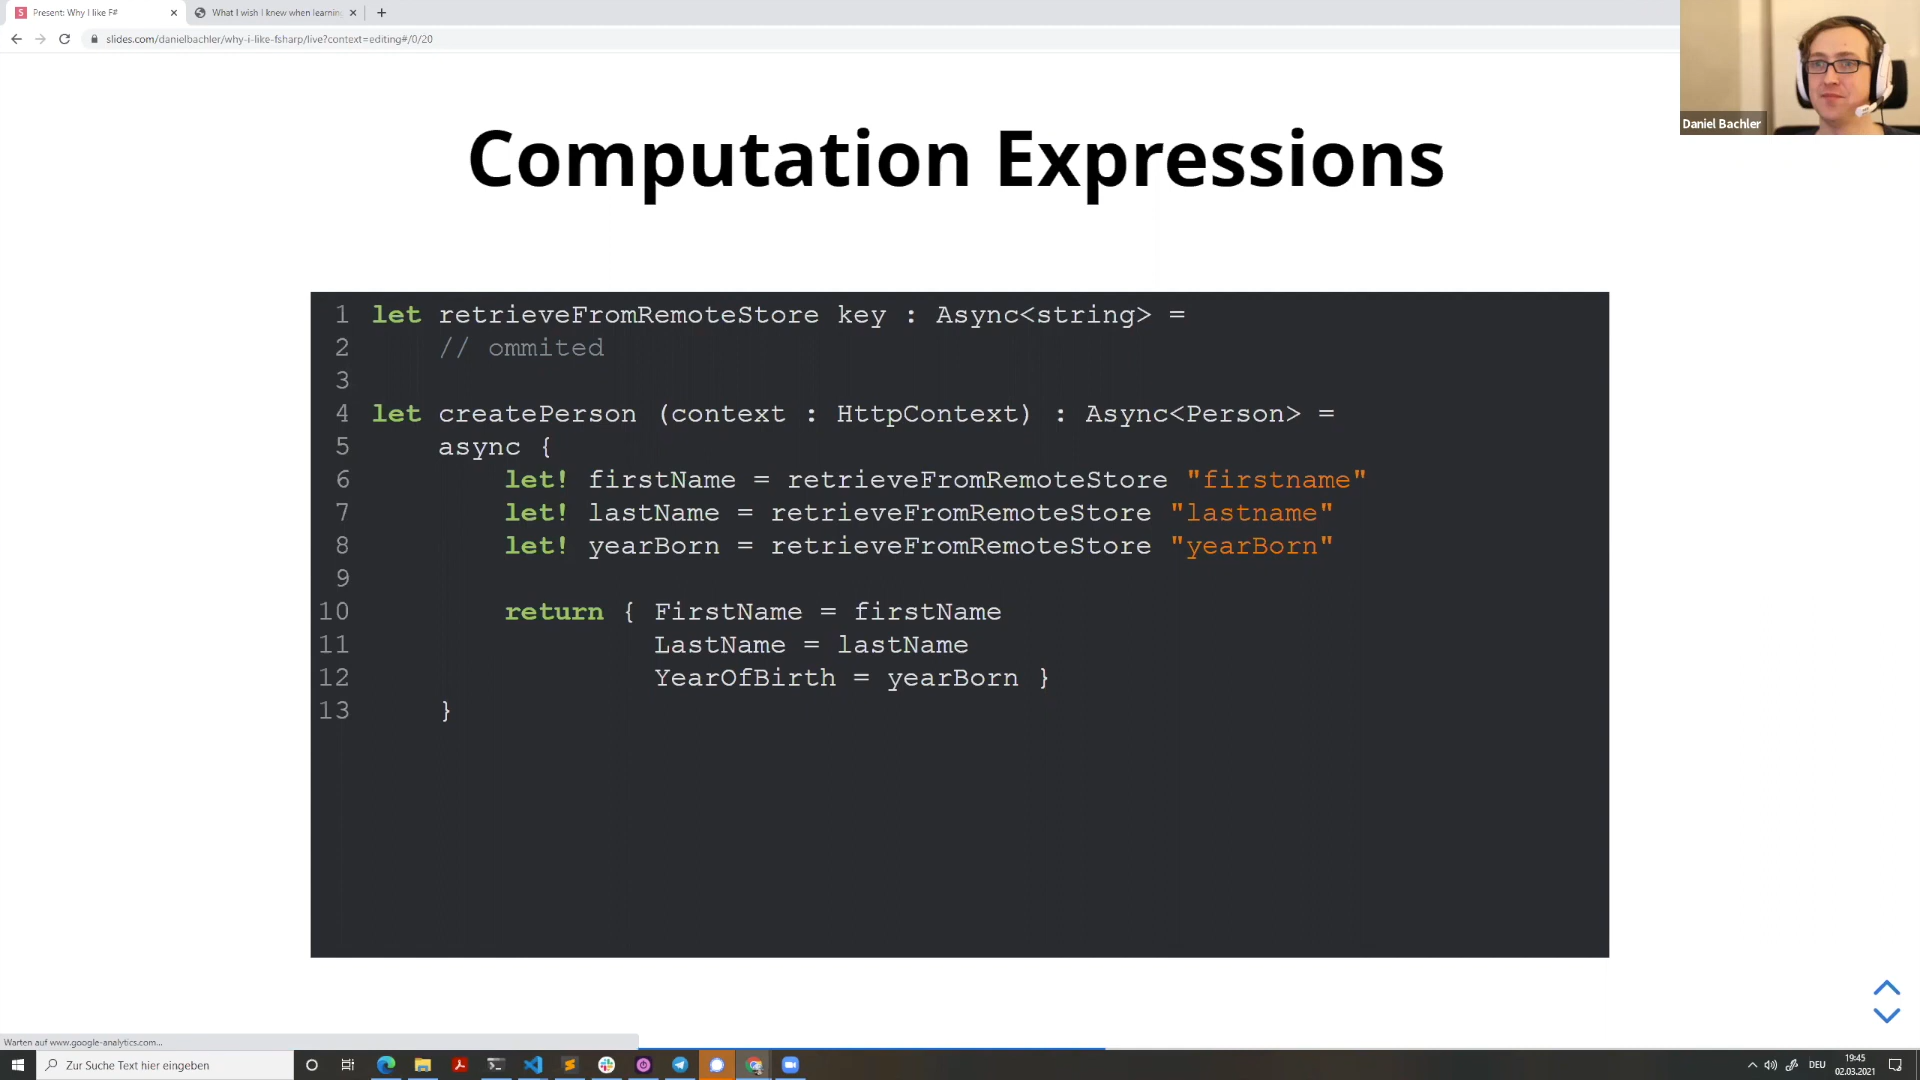 Present: Why I like F#
What I wish I knew when learning
slides.com/danielbachler/why-i-like-fsharp/live?context=editing#/0/20
Daniel Bachler
Computation Expressions
1 let retrieveFromRemoteStore key : Async<string> =
2 // ommited
3
4 let createPerson (context : HttpContext) : Async<Person> =
5 async {
6 let! firstName = retrieveFromRemoteStore "firstname"
7 let! lastName = retrieveFromRemoteStore "lastname"
8 let! yearBorn = retrieveFromRemoteStore "yearBorn"
9
10 return { FirstName = firstName
11 LastName = lastName
12 YearOfBirth = yearBorn }
13 }
Warten auf www.google-analytics.com...
Zur Suche Text hier eingeben
DEU
19:45
02.03.2021